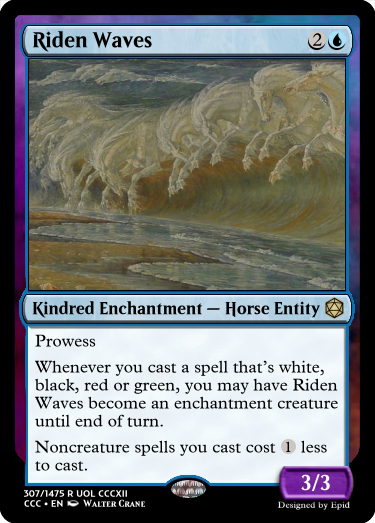 Riden Waves 2
Kindred Enchantment — Horse Entity
Prowess
Whenever you cast a spell that's white,
black, red or green, you may have Riden
Waves become an enchantment creature
until end of turn.
Noncreature spells you cast cost 1 less
to cast.
3/3
307/1475 R UOL CCCXII
CCC • EN Walter Crane
Designed by Epid